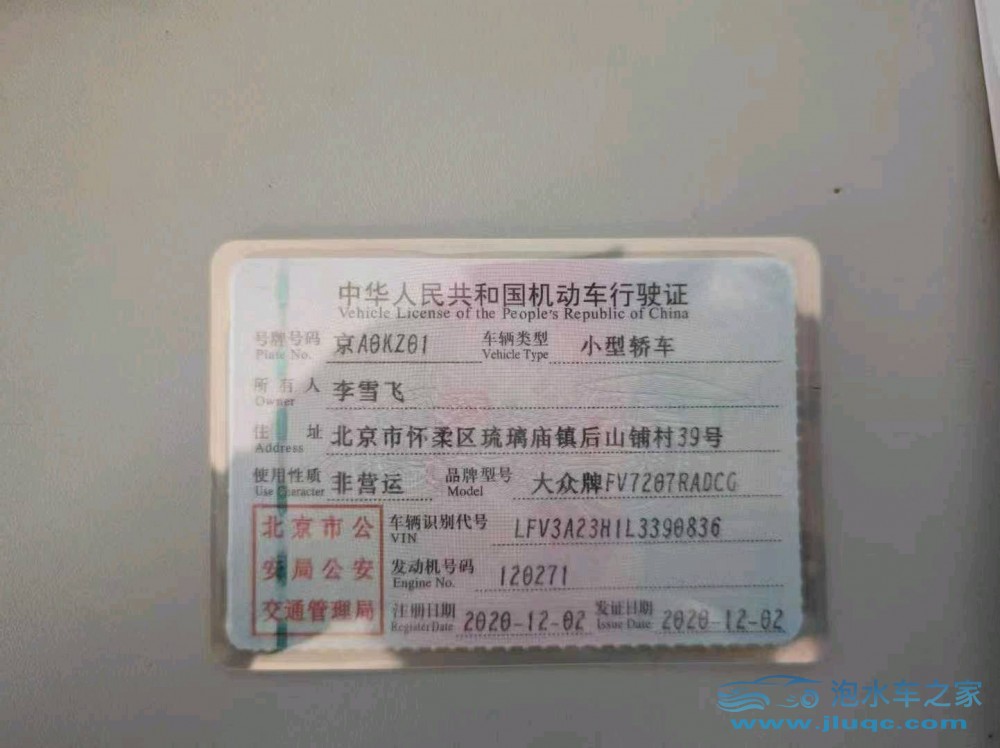 中华人民共和国机动车行驶证
Vehicle License of the People's Republic of China
号牌号码 京A0KZ01 车辆类型 小型轿车
Plate No. Vehicle Type
所有人 李雪飞
Owner
住址 北京市怀柔区琉璃庙镇后山铺村39号
Address
使用性质 非营运 品牌型号 大众牌FV7207RADCG
Use Character Model
北京市公安局公安交通管理局
车辆识别代号 LFV3A23H1L3390836
VIN
发动机号码 120271
Engine No.
注册日期 2020-12-02 发证日期 2020-12-02
Register Date Issue Date
泡水车之家
www.jluqc.com